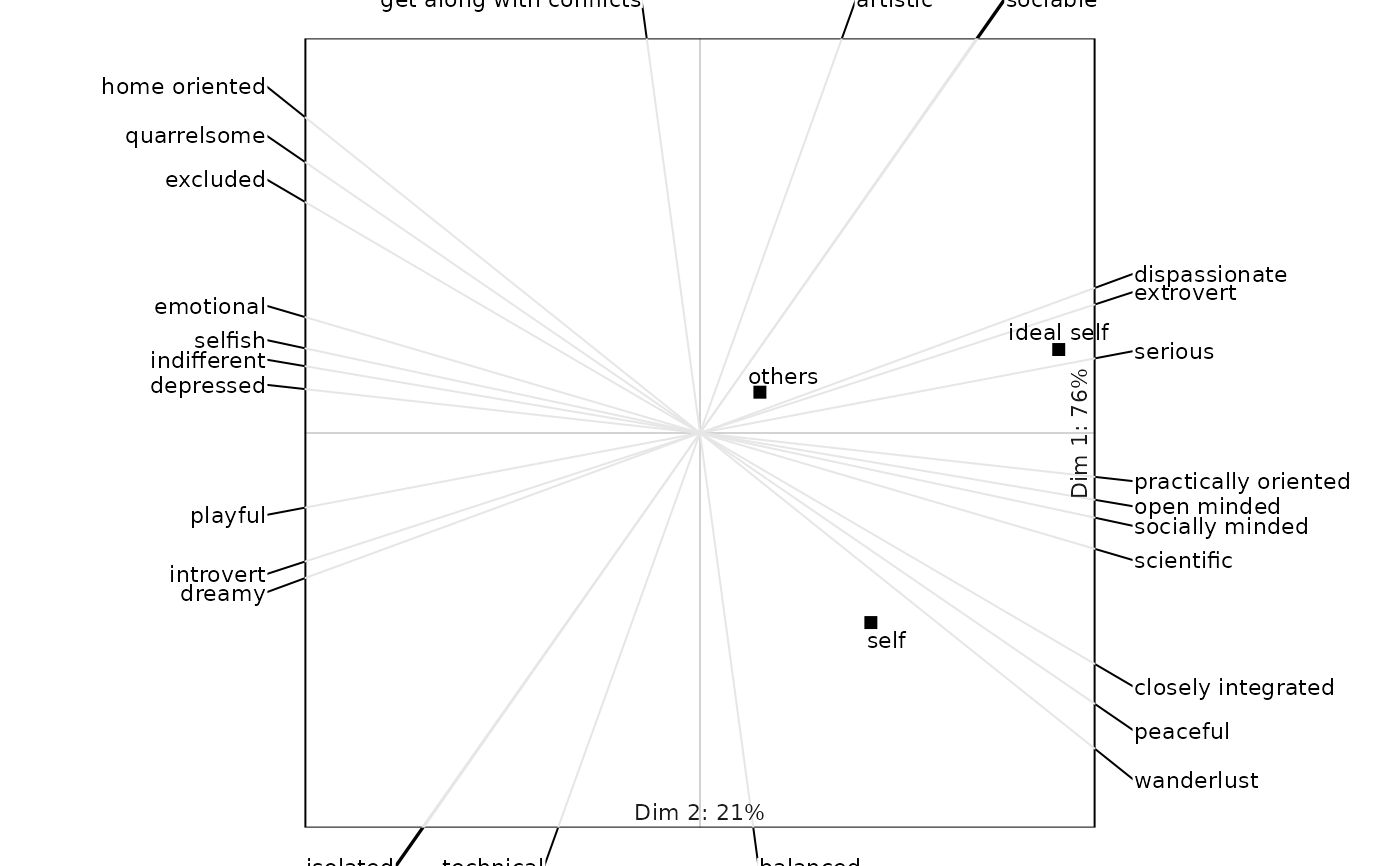 get along with conflicts
artistic
sociable
home oriented
quarrelsome
excluded
dispassionate
extrovert
emotional
ideal self
selfish
serious
indifferent
others
depressed
Dim 1: 76%
practically oriented
open minded
playful
socially minded
scientific
introvert
dreamy
self
closely integrated
peaceful
wanderlust
Dim 2: 21%
isolated
technical
balanced